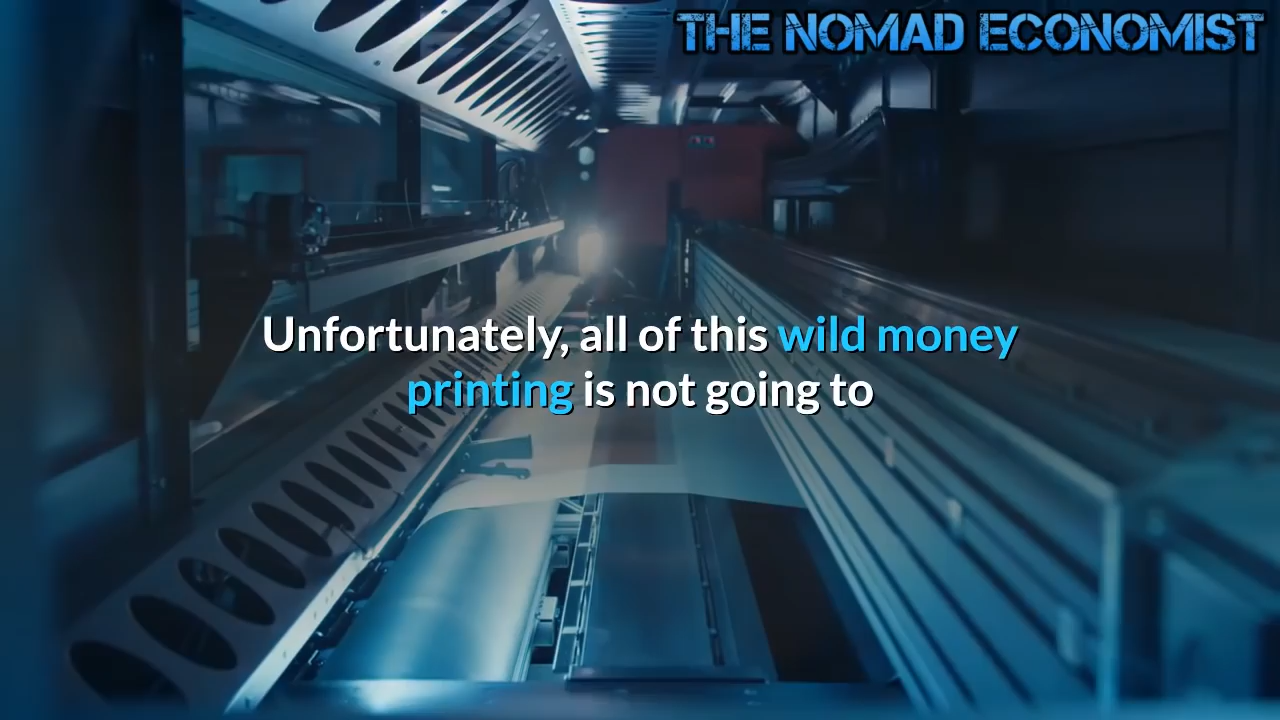 THE NOMAD ECONOMIST
Unfortunately, all of this wild money
printing is not going to